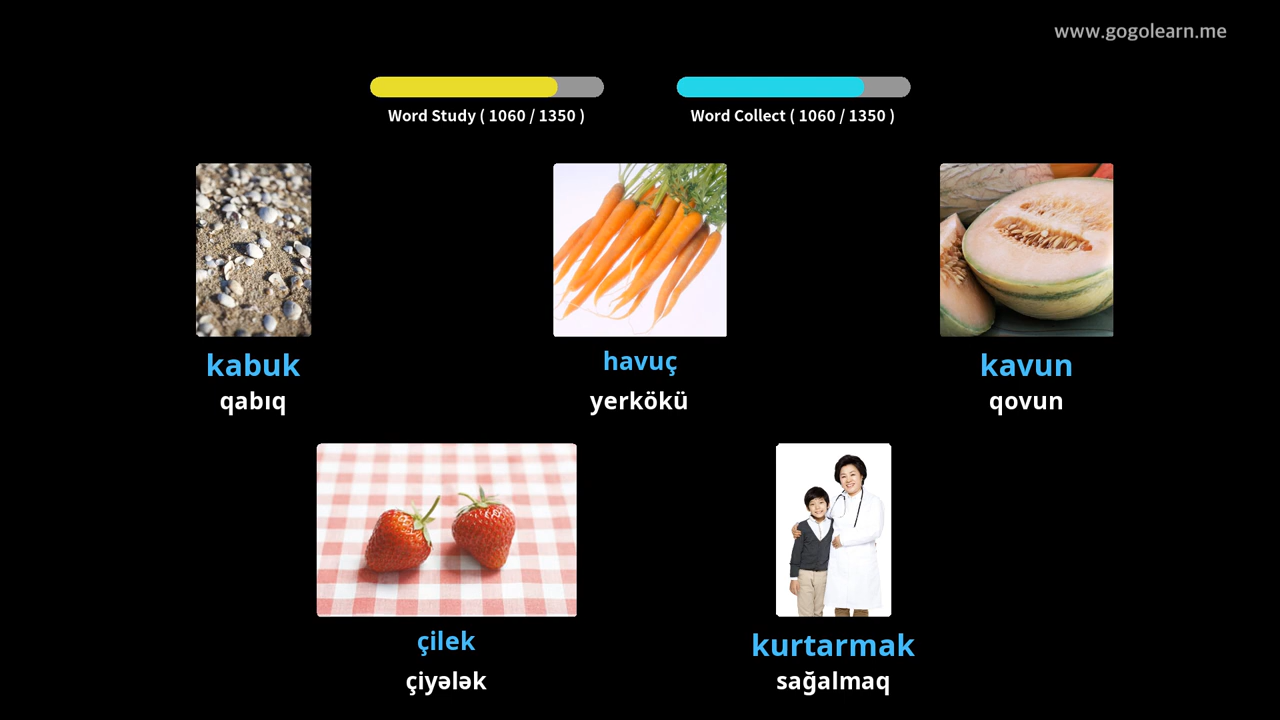 www.gogolearn.me
Word Study ( 1060 / 1350 )
Word Collect ( 1060 / 1350 )
kabuk
qabıq
havuç
yerkökü
kavun
qovun
çilek
çiyələk
kurtarmak
sağalmaq